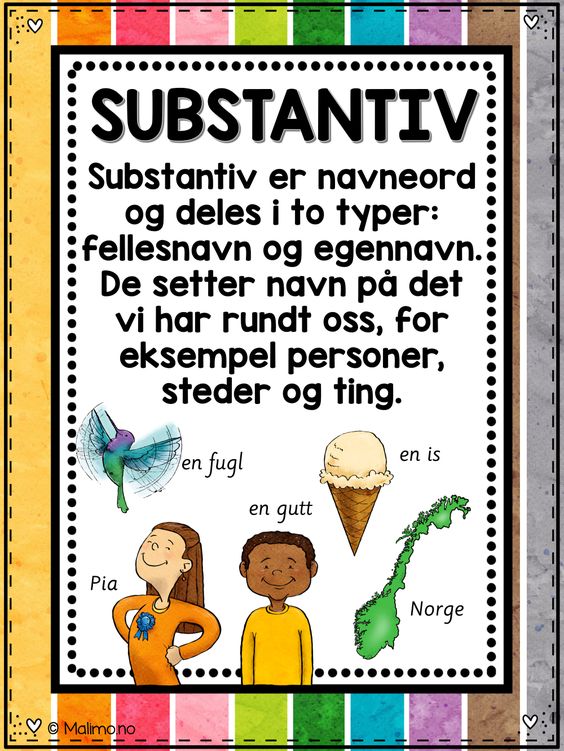 SUBSTANTIV
Substantiv er navneord
og deles i to typer:
fellesnavn og egennavn.
De setter navn på det
vi har rundt oss, for
eksempel personer,
steder og ting.
en fugl
en is
en gutt
Pia
Norge
© Malimo.no